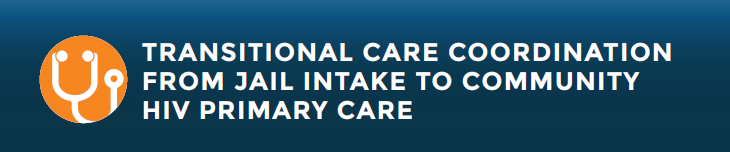 TRANSITIONAL CARE COORDINATION
FROM JAIL INTAKE TO COMMUNITY
HIV PRIMARY CARE